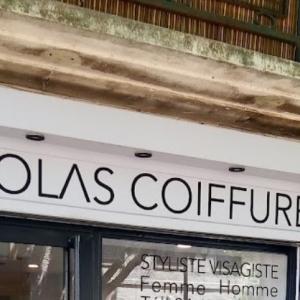 OLAS COIFFURE
STYLISTE VISAGISTE
Femme Homme